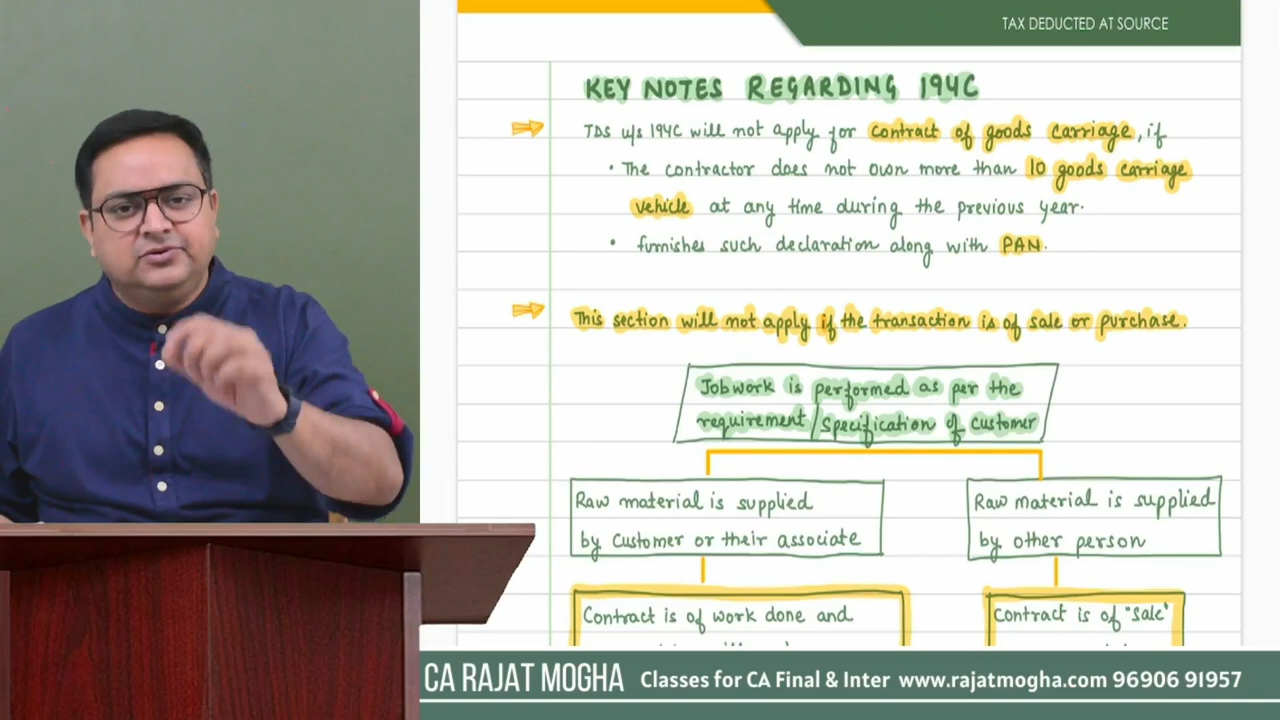 TAX DEDUCTED AT SOURCE
KEY NOTES REGARDING 194C
TDS u/s 194C will not apply for contract of goods carriage, if
• The contractor does not own more than 10 goods carriage
vehicle at any time during the previous year.
• furnishes such declaration along with PAN.
This section will not apply if the transaction is of sale or purchase.
Jobwork is performed as per the
requirement/specification of customer
Raw material is supplied
by customer or their associate
Raw material is supplied
by other person
Contract is of work done and
Contract is of "sale"
CA RAJAT MOGHA Classes for CA Final & Inter www.rajatmogha.com 96906 91957